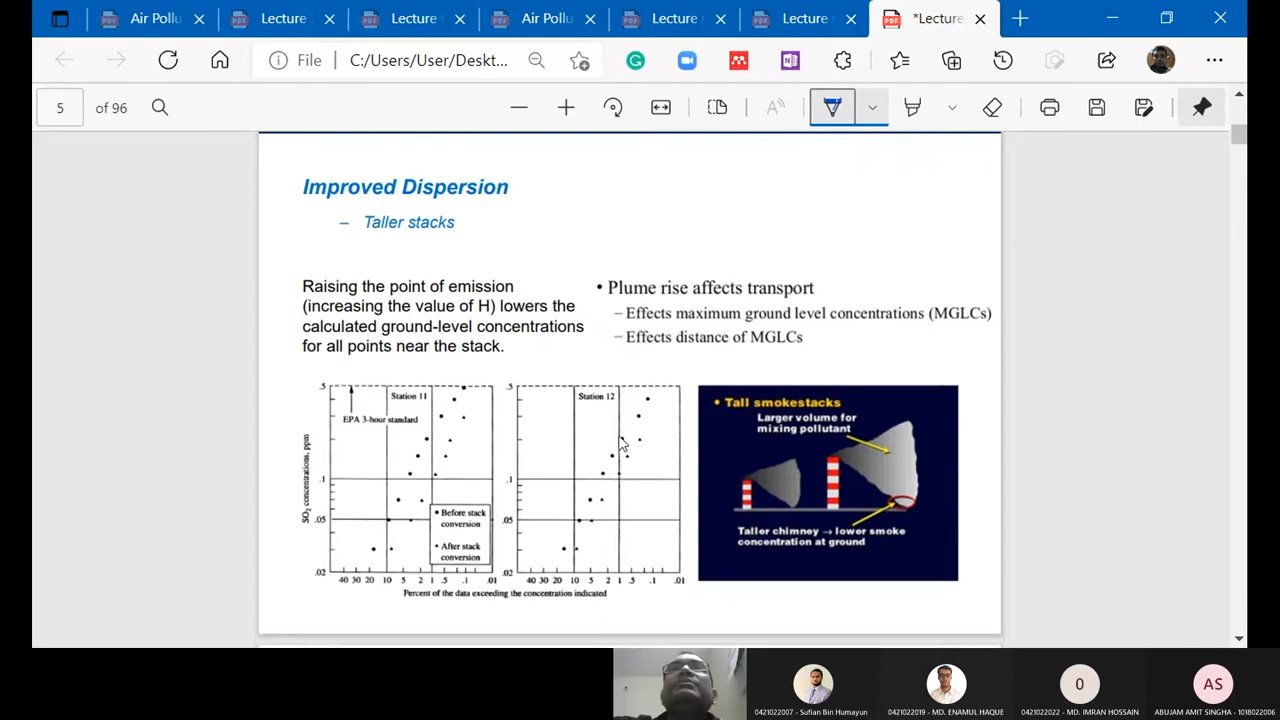 Air Pollu
Lecture 2
Lecture
Air Pollu
Lecture
Lecture
*Lecture
File
C:/Users/User/Deskt...
5
of 96
Improved Dispersion
– Taller stacks
Raising the point of emission
(increasing the value of H) lowers the
calculated ground-level concentrations
for all points near the stack.
• Plume rise affects transport
– Effects maximum ground level concentrations (MGLCs)
– Effects distance of MGLCs
.5
Station 11
EPA 3-hour standard
SO2 concentrations, ppm
.1
.05
.02
• Before stack
conversion
▴ After stack
conversion
40 30 20 10 5 2 1 .5 .1 .01
.5
Station 12
.1
.05
.02
40 30 20 10 5 2 1 .5 .1 .01
Percent of the data exceeding the concentration indicated
• Tall smokestacks
Larger volume for
mixing pollutant
Taller chimney → lower smoke
concentration at ground
0421022007 - Sufian Bin Humayun
0421022019 - MD. ENAMUL HAQUE
0
0421022022 - MD. IMRAN HOSSAIN
AS
ABUJAM AMIT SINGHA - 1018022006